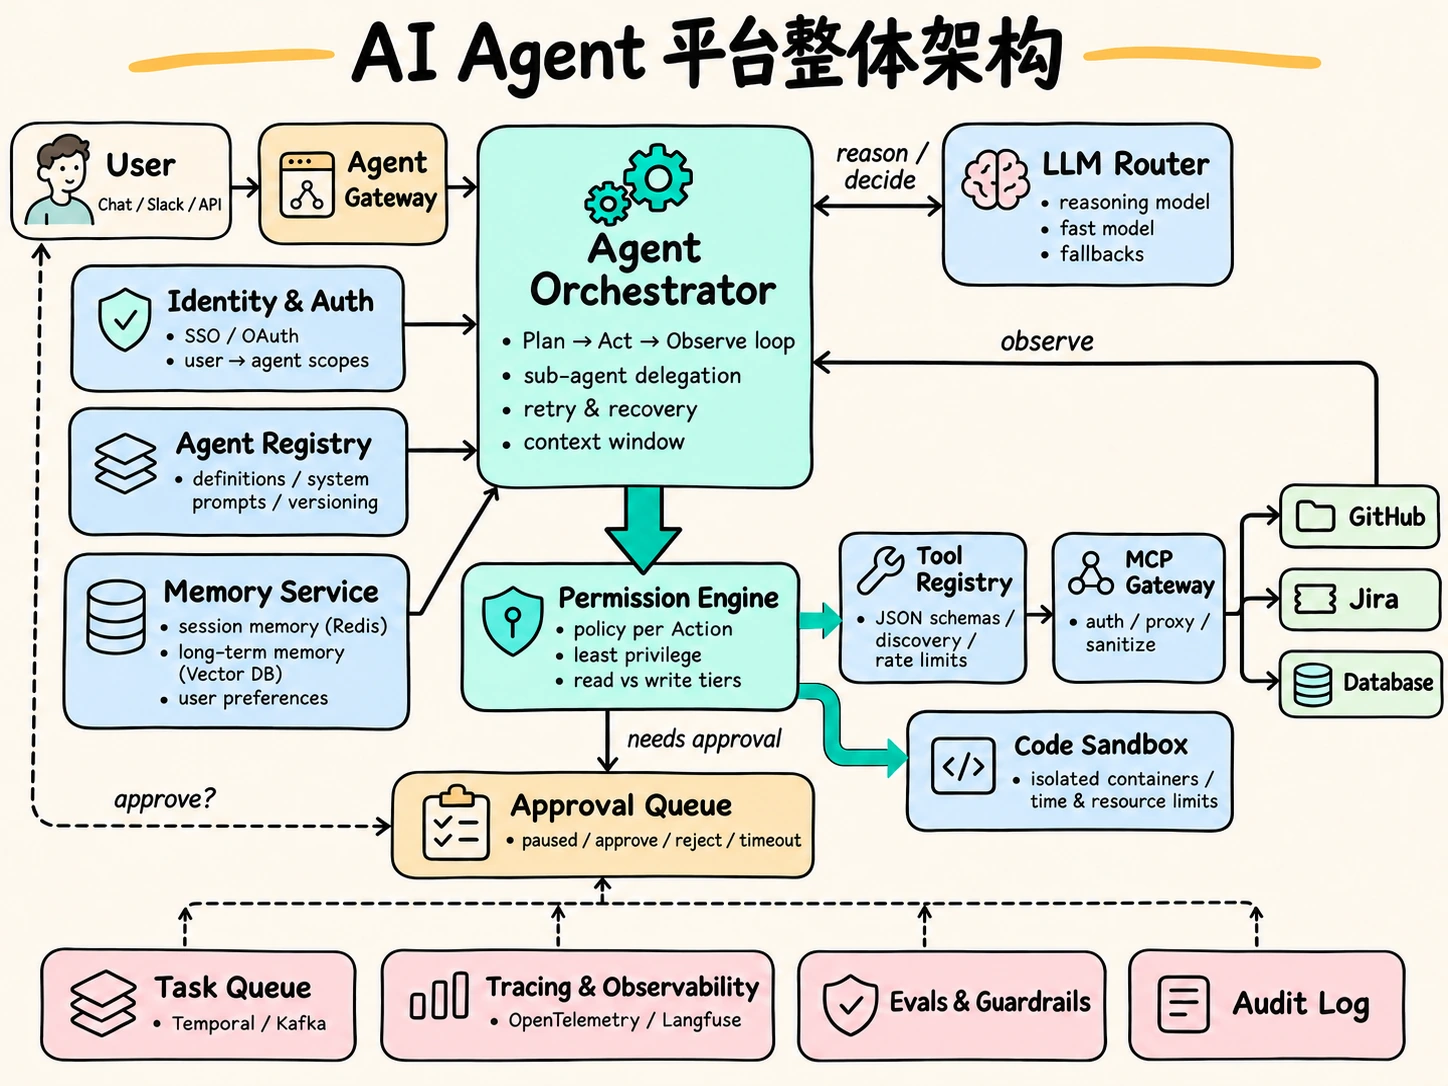 AI Agent 平台整体架构
User
Chat / Slack / API
Agent
Gateway
Agent
Orchestrator
• Plan → Act → Observe loop
• sub-agent delegation
• retry & recovery
• context window
reason /
decide
LLM Router
• reasoning model
• fast model
• fallbacks
Identity & Auth
• SSO / OAuth
• user → agent scopes
observe
Agent Registry
• definitions / system
prompts / versioning
Memory Service
• session memory (Redis)
• long-term memory
(Vector DB)
• user preferences
Permission Engine
• policy per Action
• least privilege
• read vs write tiers
Tool
Registry
• JSON schemas /
discovery /
rate limits
MCP
Gateway
• auth / proxy /
sanitize
GitHub
Jira
Database
needs approval
Code Sandbox
• isolated containers /
time & resource limits
approve?
Approval Queue
• paused / approve / reject / timeout
Task Queue
• Temporal / Kafka
Tracing & Observability
• OpenTelemetry / Langfuse
Evals & Guardrails
Audit Log